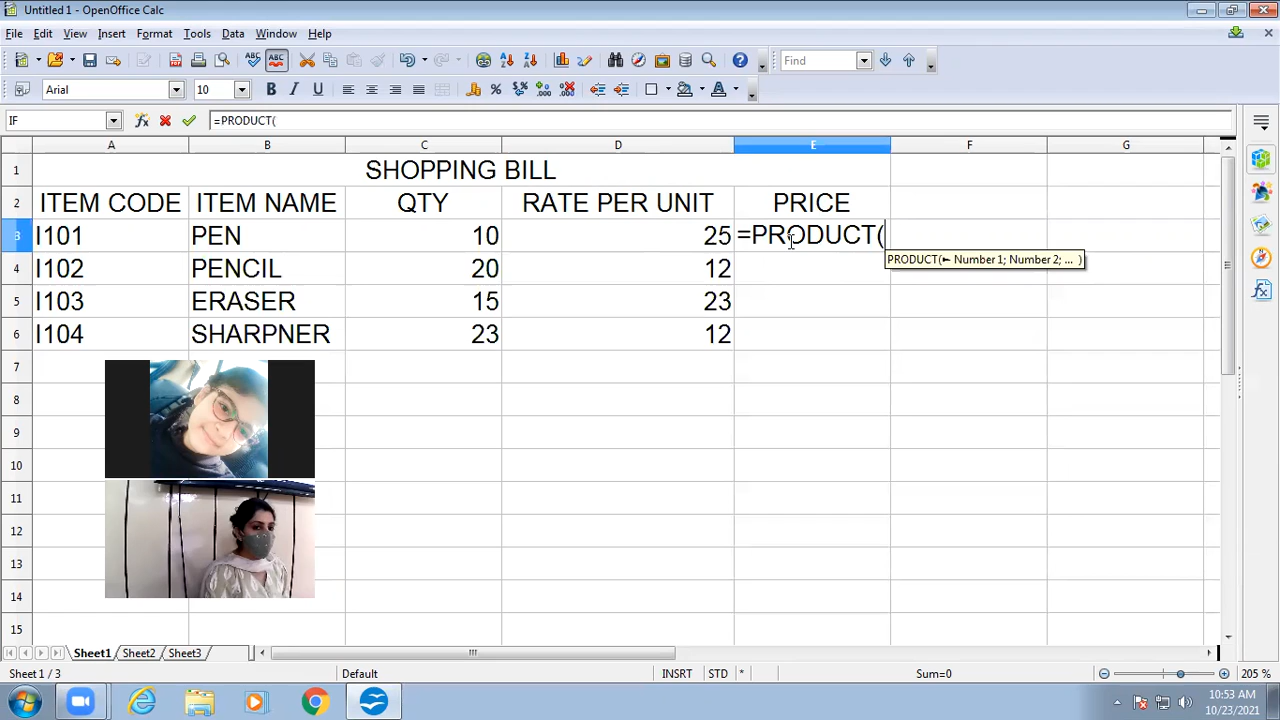 Untitled 1 - OpenOffice Calc
File Edit View Insert Format Tools Data Window Help
Find
Arial 10
IF =PRODUCT(
A B C D E F G
1 SHOPPING BILL
2 ITEM CODE ITEM NAME QTY RATE PER UNIT PRICE
3 I101 PEN 10 25 =PRODUCT(
PRODUCT( Number 1; Number 2; ... )
4 I102 PENCIL 20 12
5 I103 ERASER 15 23
6 I104 SHARPNER 23 12
7
8
9
10
11
12
13
14
15
Sheet1 Sheet2 Sheet3
Sheet 1 / 3 Default INSRT STD * Sum=0 205 %
10:53 AM
10/23/2021